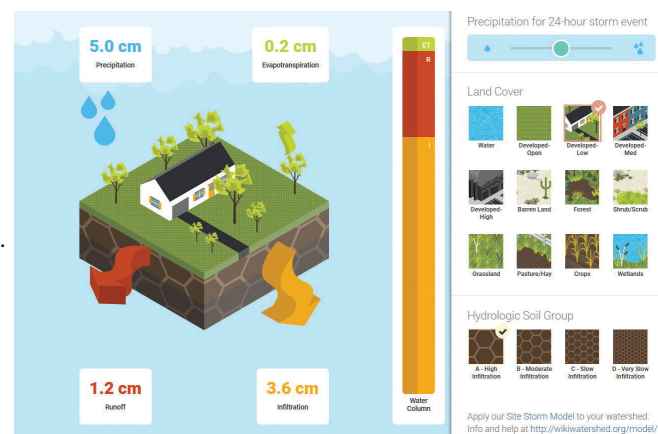 5.0 cm
Precipitation
0.2 cm
Evapotranspiration
ET
R
I
1.2 cm
Runoff
3.6 cm
Infiltration
Water
Column
Precipitation for 24-hour storm event
Land Cover
Water
Developed-
Open
Developed-
Low
Developed-
Med
Developed-
High
Barren Land
Forest
Shrub/Scrub
Grassland
Pasture/Hay
Crops
Wetlands
Hydrologic Soil Group
A - High
Infiltration
B - Moderate
Infiltration
C - Slow
Infiltration
D - Very Slow
Infiltration
Apply our Site Storm Model to your watershed.
Info and help at http://wikiwatershed.org/model/